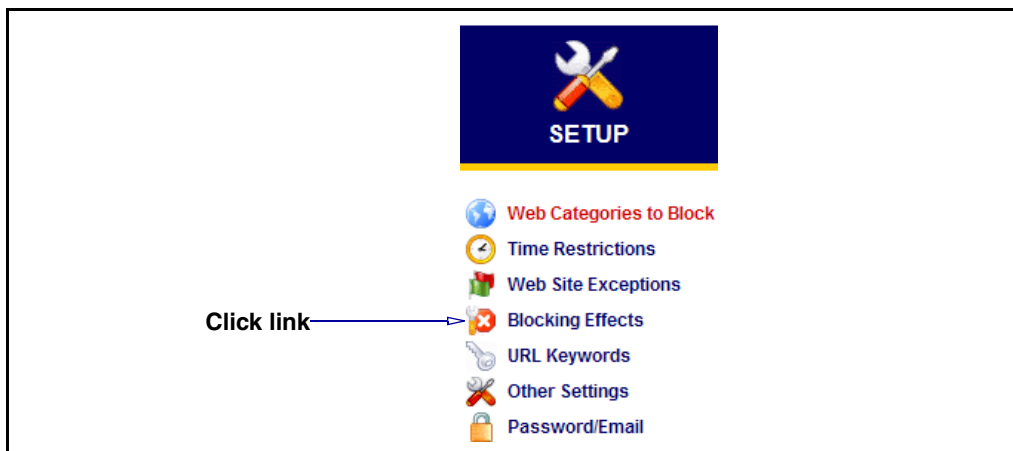 SETUP
Web Categories to Block
Time Restrictions
Web Site Exceptions
Click link
Blocking Effects
URL Keywords
Other Settings
Password/Email